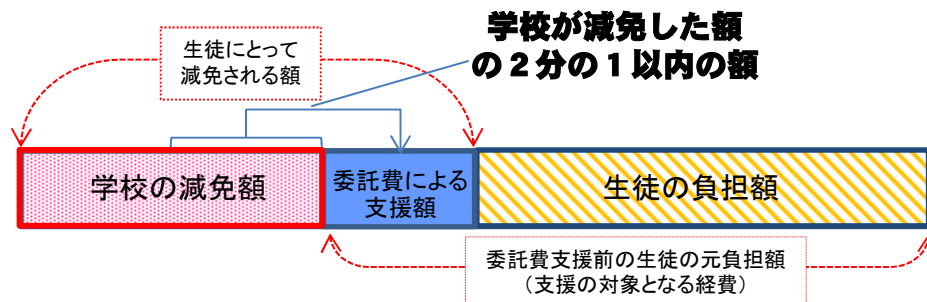 学校が減免した額
の２分の１以内の額
生徒にとって
減免される額
学校の減免額
委託費による
支援額
生徒の負担額
委託費支援前の生徒の元負担額
（支援の対象となる経費）